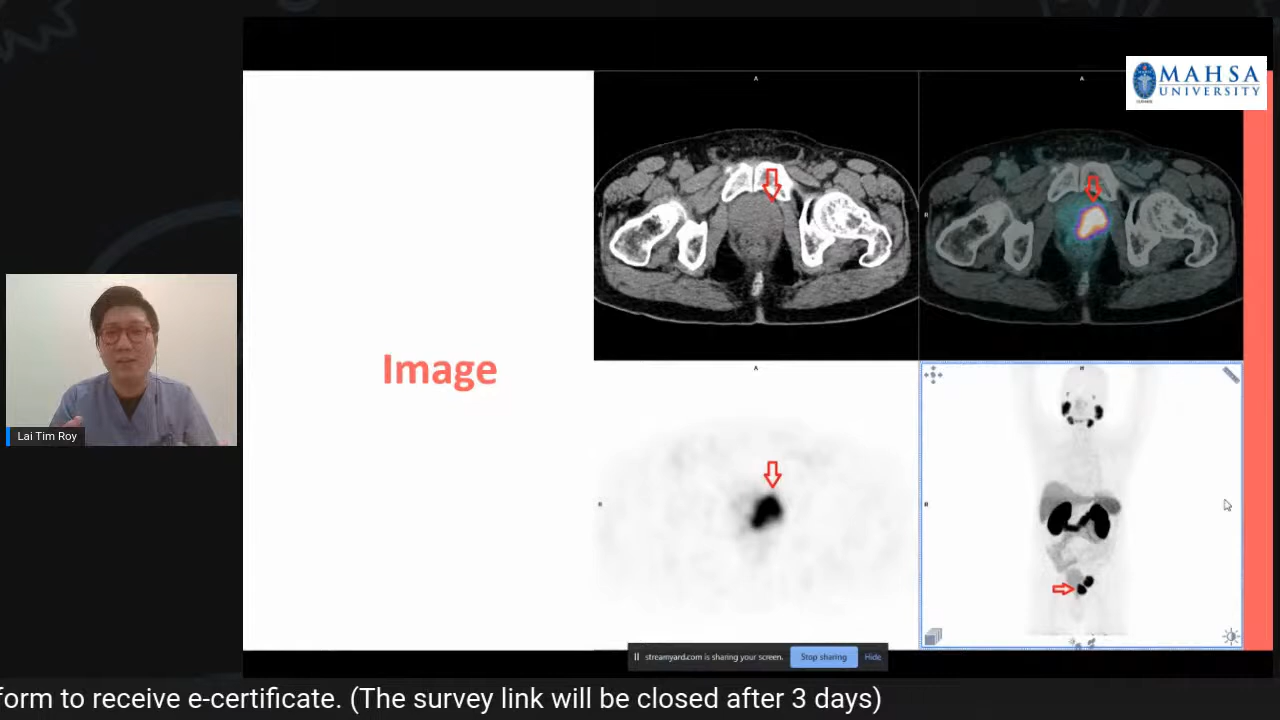 MAHSA
UNIVERSITY
A
A
R
R
Image
Lai Tim Roy
A
R
R
streamyard.com is sharing your screen.
Stop sharing
Hide
form to receive e-certificate. (The survey link will be closed after 3 days)